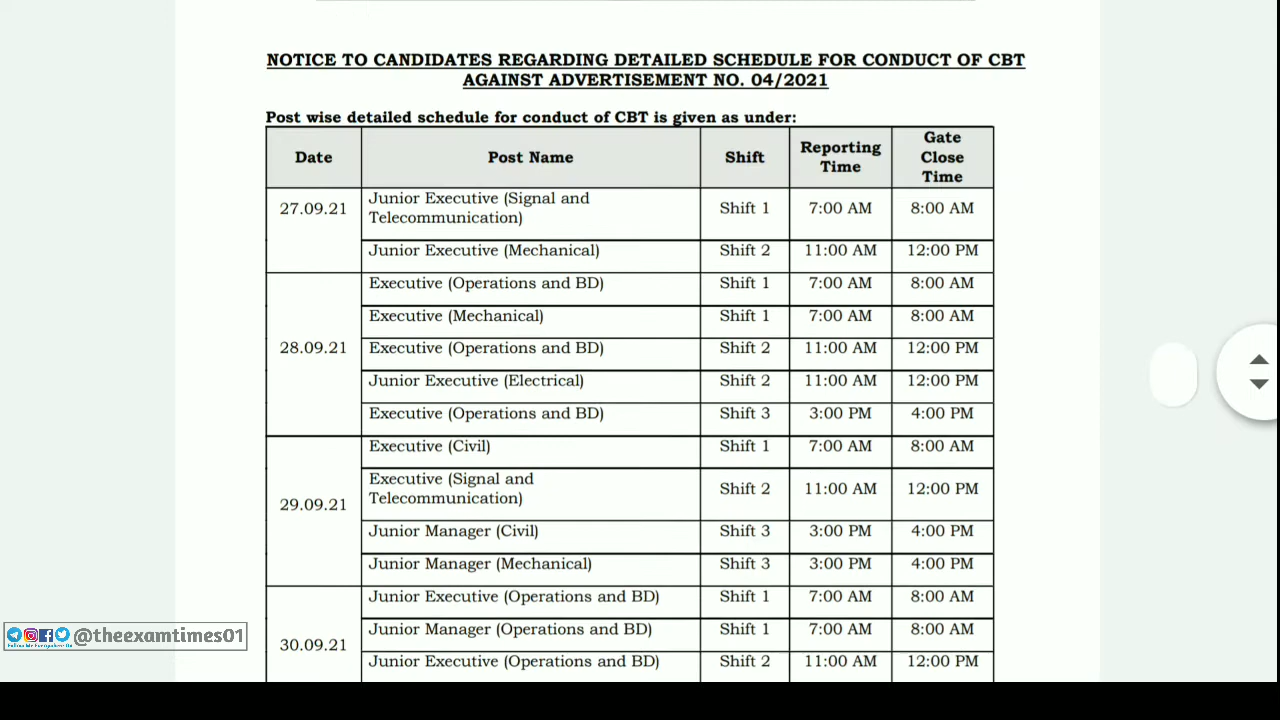 NOTICE TO CANDIDATES REGARDING DETAILED SCHEDULE FOR CONDUCT OF CBT
AGAINST ADVERTISEMENT NO. 04/2021
Post wise detailed schedule for conduct of CBT is given as under:
Date Post Name Shift Reporting Time Gate Close Time
27.09.21 Junior Executive (Signal and Telecommunication) Shift 1 7:00 AM 8:00 AM
Junior Executive (Mechanical) Shift 2 11:00 AM 12:00 PM
28.09.21 Executive (Operations and BD) Shift 1 7:00 AM 8:00 AM
Executive (Mechanical) Shift 1 7:00 AM 8:00 AM
Executive (Operations and BD) Shift 2 11:00 AM 12:00 PM
Junior Executive (Electrical) Shift 2 11:00 AM 12:00 PM
Executive (Operations and BD) Shift 3 3:00 PM 4:00 PM
29.09.21 Executive (Civil) Shift 1 7:00 AM 8:00 AM
Executive (Signal and Telecommunication) Shift 2 11:00 AM 12:00 PM
Junior Manager (Civil) Shift 3 3:00 PM 4:00 PM
Junior Manager (Mechanical) Shift 3 3:00 PM 4:00 PM
30.09.21 Junior Executive (Operations and BD) Shift 1 7:00 AM 8:00 AM
Junior Manager (Operations and BD) Shift 1 7:00 AM 8:00 AM
Junior Executive (Operations and BD) Shift 2 11:00 AM 12:00 PM
@theexamtimes01